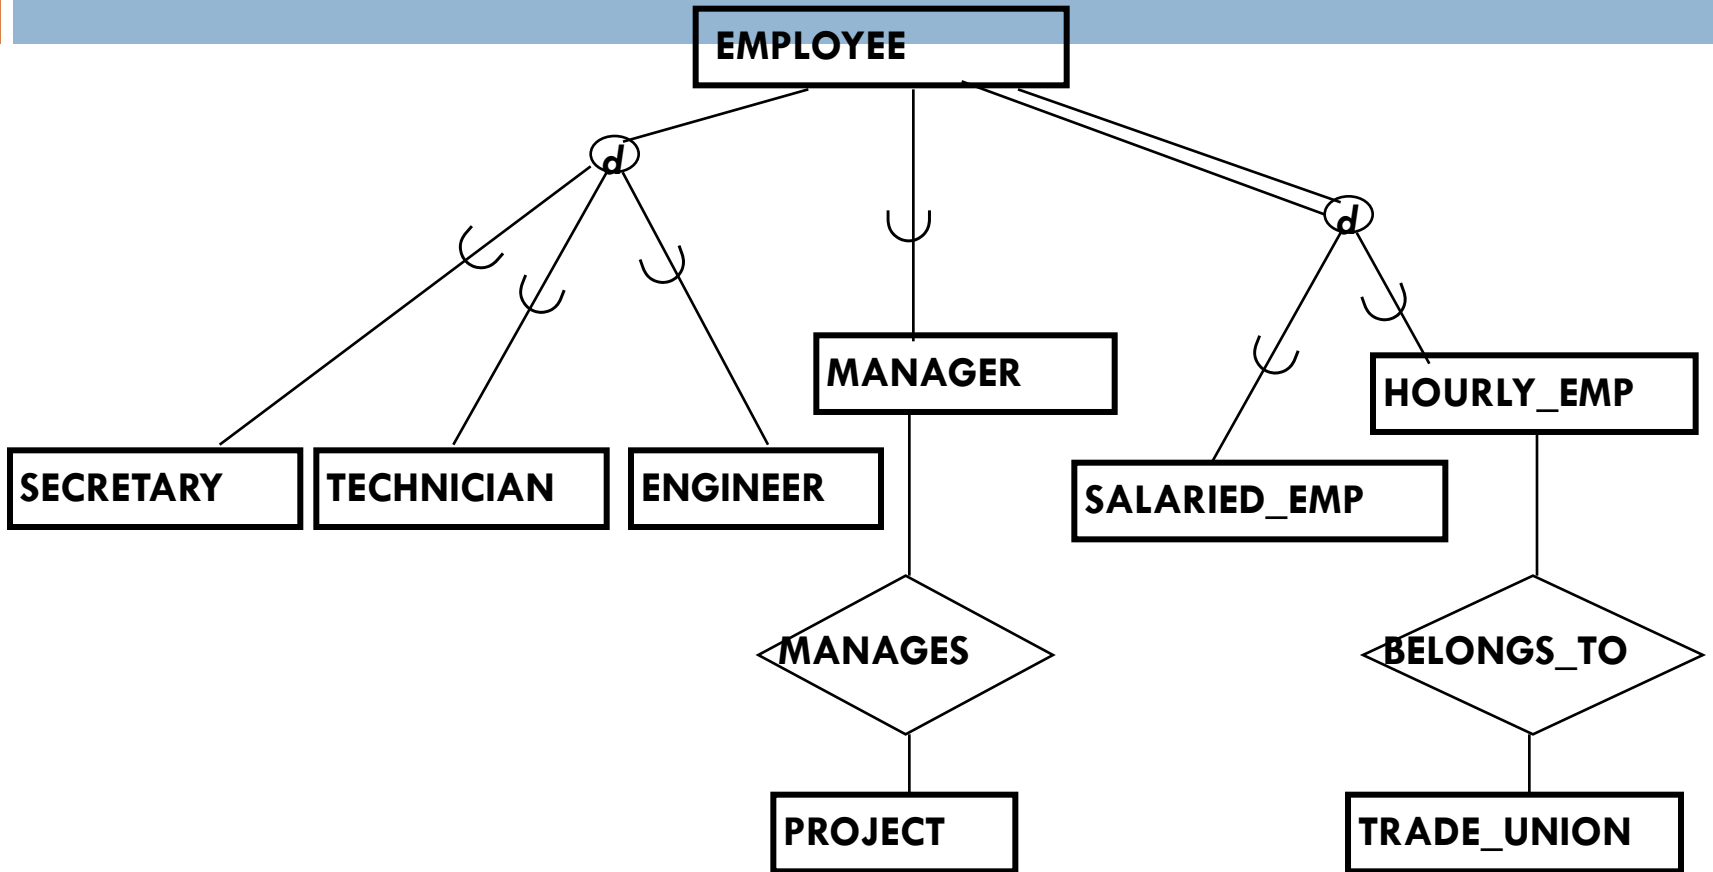 EMPLOYEE
d
d
MANAGER
HOURLY_EMP
SECRETARY
TECHNICIAN
ENGINEER
SALARIED_EMP
MANAGES
BELONGS_TO
PROJECT
TRADE_UNION